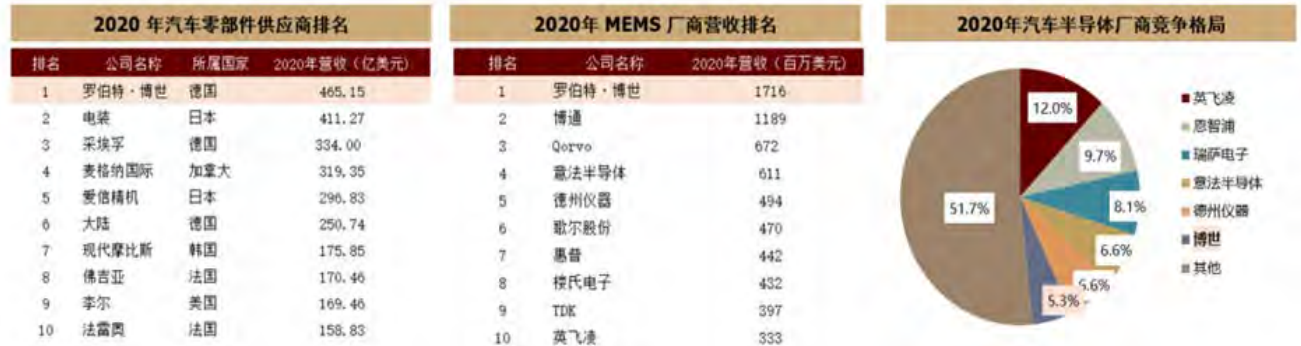 2020 年汽车零部件供应商排名
排名 公司名称 所属国家 2020年营收（亿美元）
1 罗伯特·博世 德国 465.15
2 电装 日本 411.27
3 采埃孚 德国 334.00
4 麦格纳国际 加拿大 319.35
5 爱信精机 日本 296.83
6 大陆 德国 250.74
7 现代摩比斯 韩国 175.85
8 佛吉亚 法国 170.46
9 李尔 美国 169.46
10 法雷奥 法国 158.83
2020年 MEMS 厂商营收排名
排名 公司名称 2020年营收（百万美元）
1 罗伯特·博世 1716
2 博通 1189
3 Qorvo 672
4 意法半导体 611
5 德州仪器 494
6 歌尔股份 470
7 惠普 442
8 楼氏电子 432
9 TDK 397
10 英飞凌 333
2020年汽车半导体厂商竞争格局
12.0%
9.7%
8.1%
6.6%
5.6%
5.3%
51.7%
英飞凌
恩智浦
瑞萨电子
意法半导体
德州仪器
博世
其他